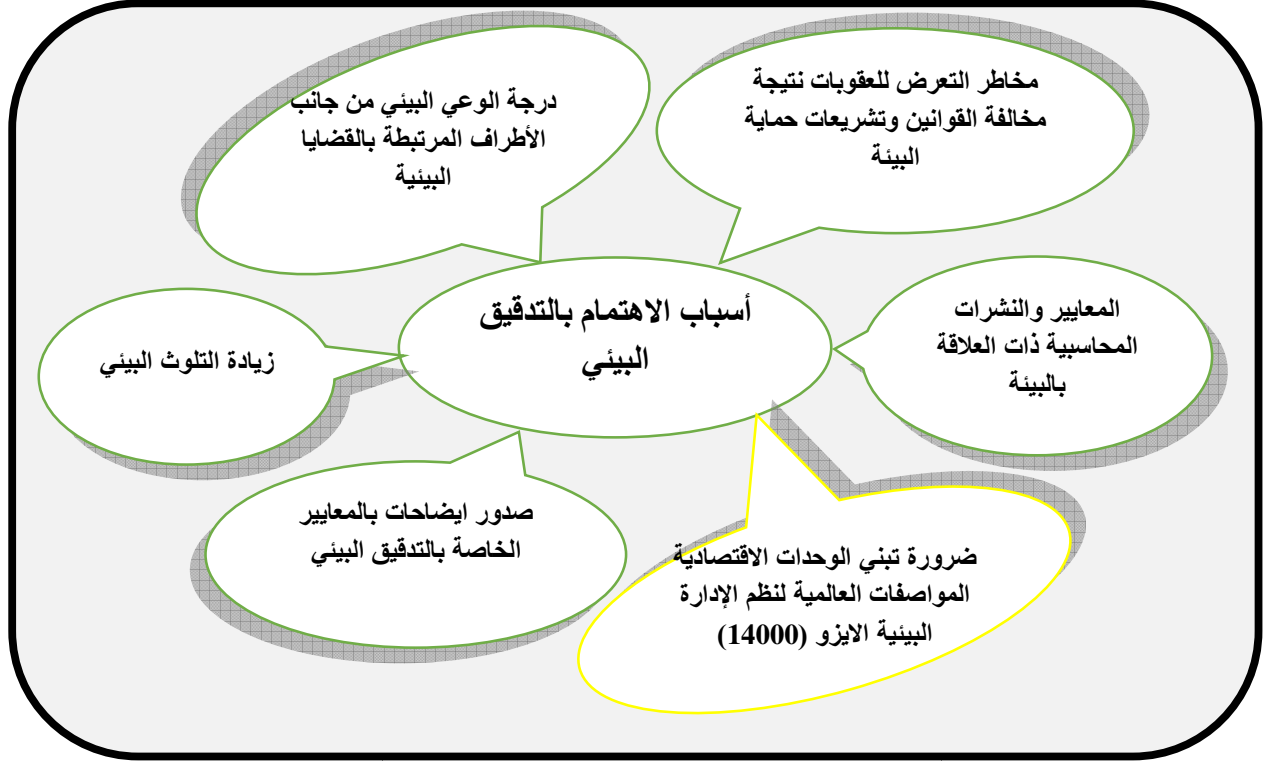 مخاطر التعرض للعقوبات نتيجة
مخالفة القوانين وتشريعات حماية
البيئة
درجة الوعي البيئي من جانب
الأطراف المرتبطة بالقضايا
البيئية
أسباب الاهتمام بالتدقيق
البيئي
المعايير والنشرات
المحاسبية ذات العلاقة
بالبيئة
زيادة التلوث البيئي
ضرورة تبني الوحدات الاقتصادية
المواصفات العالمية لنظم الإدارة
البيئية الايزو (14000)
صدور ايضاحات بالمعايير
الخاصة بالتدقيق البيئي